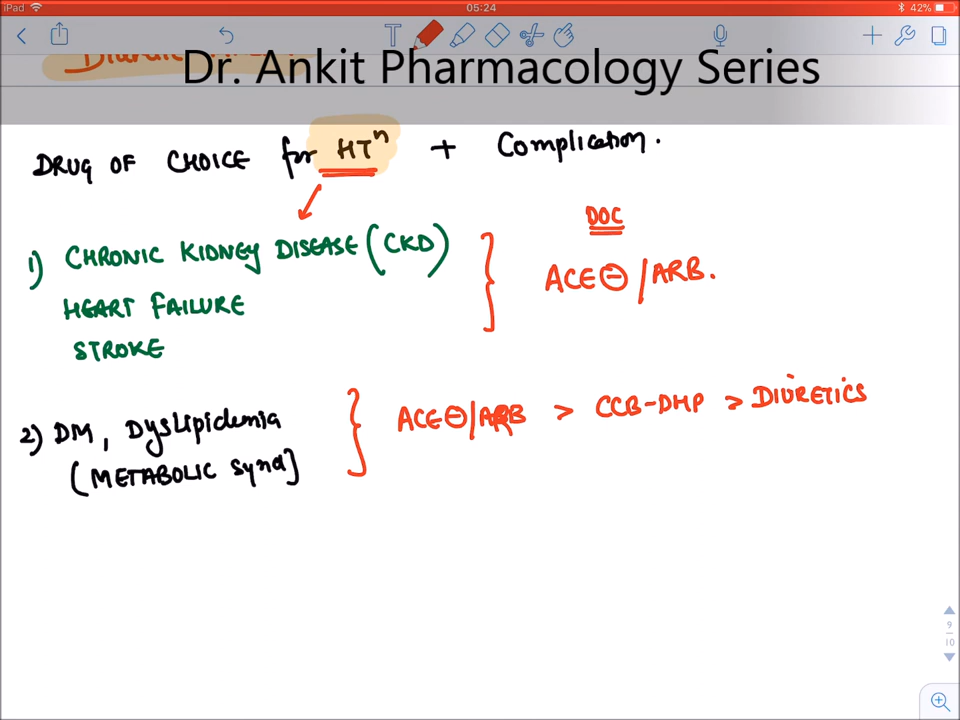 iPad 05:24 42%
T
Dr. Ankit Pharmacology Series
DRUG OF CHOICE for HTⁿ + Complication.
DOC
1) CHRONIC KIDNEY DISEASE (CKD)
ACE⊖/ARB.
HEART FAILURE
STROKE
2) DM, Dyslipidemia
ACE⊖/ARB > CCB-DHP > DIURETICS
(METABOLIC Synd]
9
10